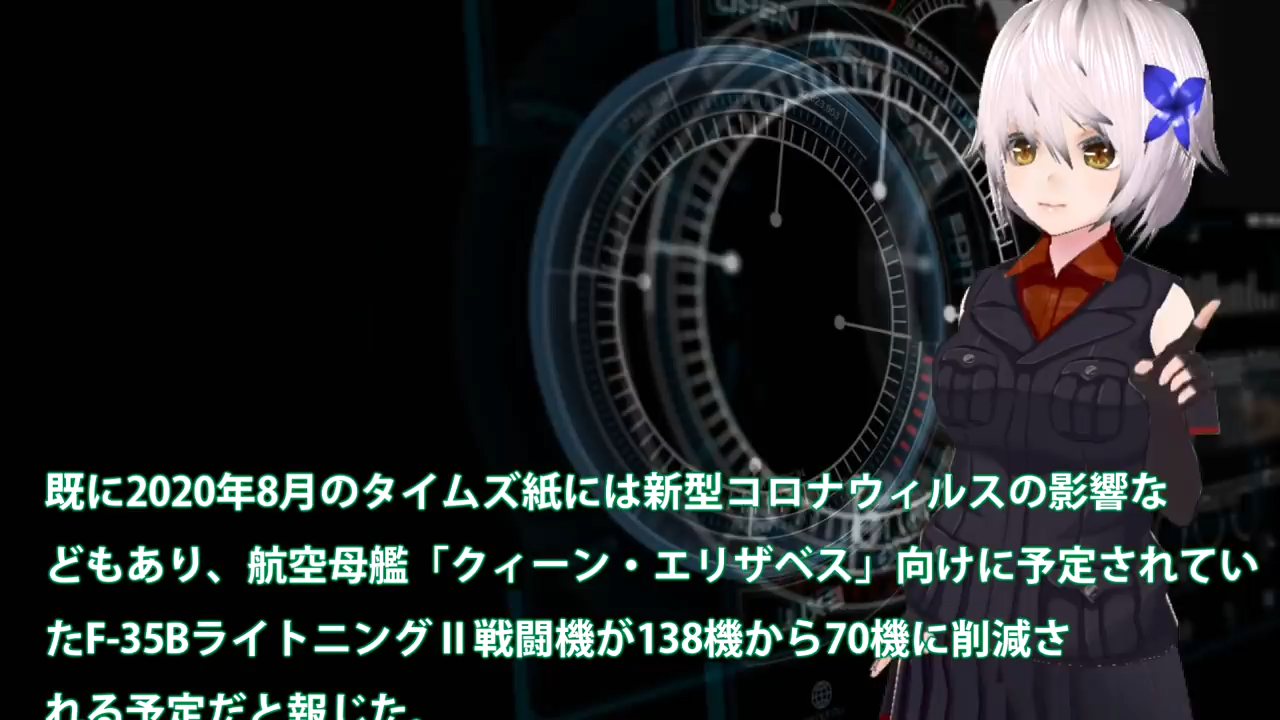 OPEN
既に2020年8月のタイムズ紙には新型コロナウィルスの影響な
どもあり、航空母艦「クィーン・エリザベス」向けに予定されてい
たF-35BライトニングⅡ戦闘機が138機から70機に削減さ
れる予定だと報じた。